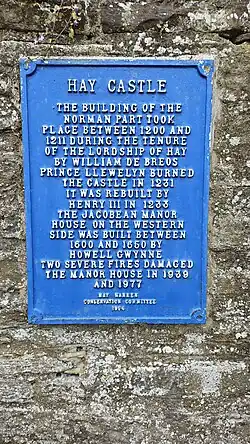 HAY CASTLE
THE BUILDING OF THE
NORMAN PART TOOK
PLACE BETWEEN 1200 AND
1211 DURING THE TENURE
OF THE LORDSHIP OF HAY
BY WILLIAM DE BREOS
PRINCE LLEWELYN BURNED
THE CASTLE IN 1231
IT WAS REBUILT BY
HENRY III IN 1233
THE JACOBEAN MANOR
HOUSE ON THE WESTERN
SIDE WAS BUILT BETWEEN
1600 AND 1650 BY
HOWELL GWYNNE
TWO SEVERE FIRES DAMAGED
THE MANOR HOUSE IN 1939
AND 1977
HAY WARREN
CONSERVATION COMMITTEE